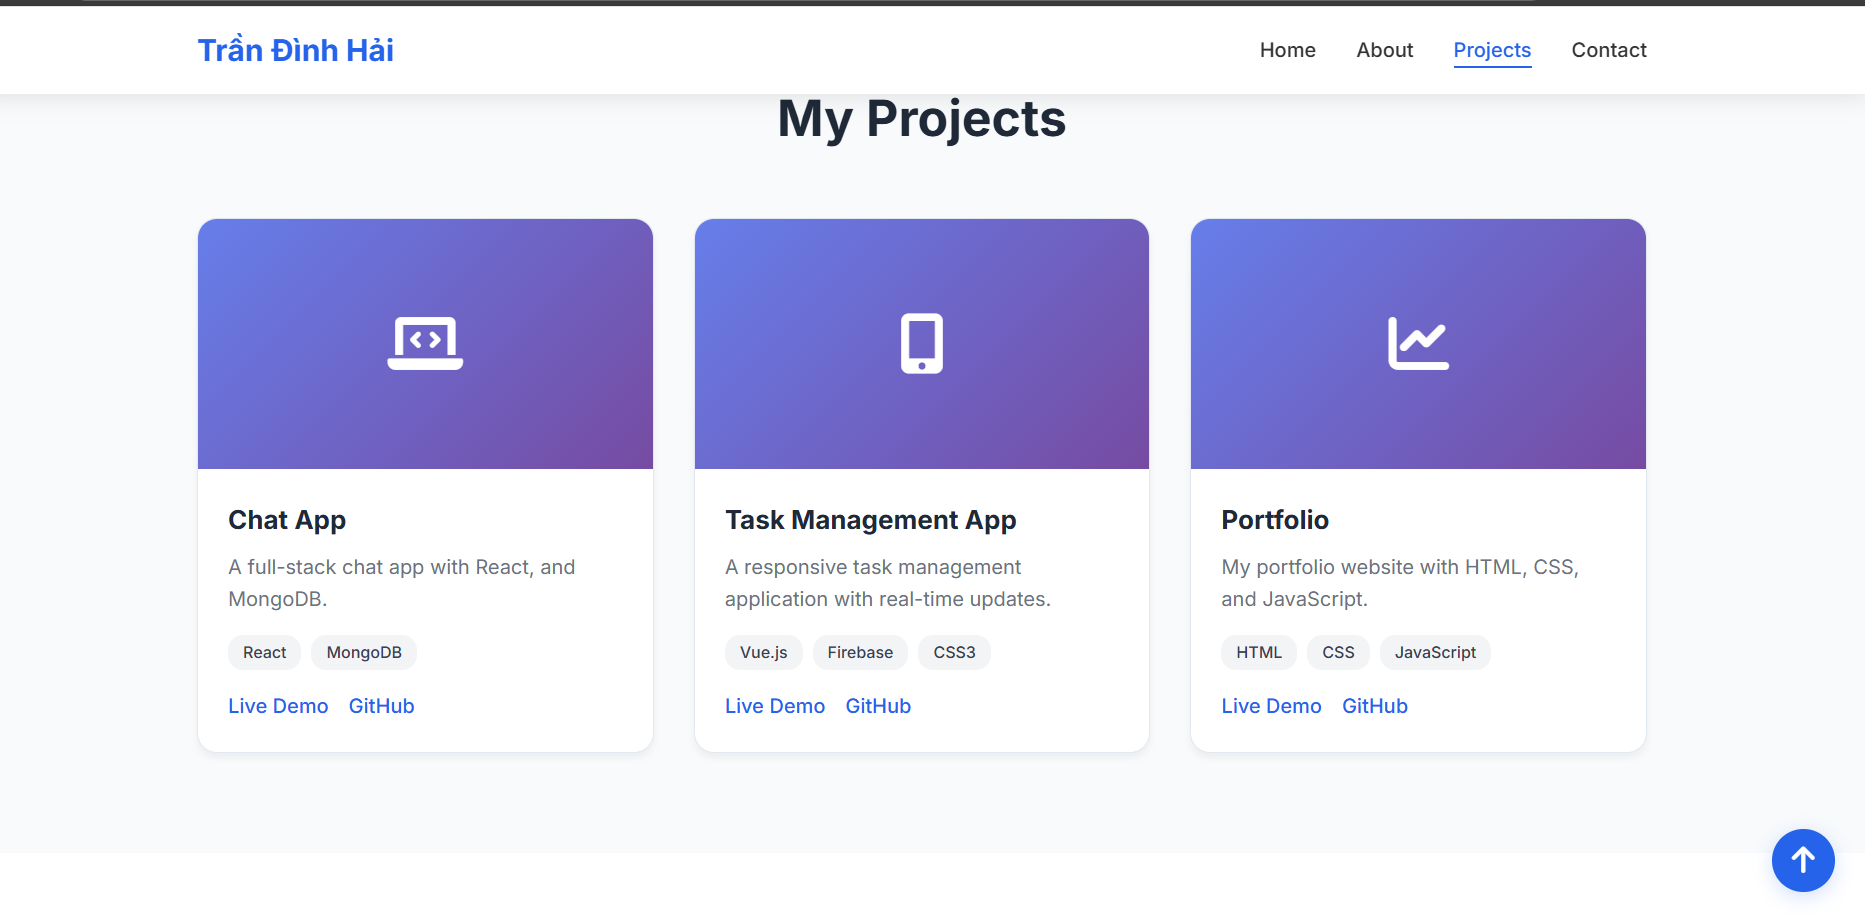 Trần Đình Hải
Home About Projects Contact
My Projects
Chat App
A full-stack chat app with React, and
MongoDB.
React MongoDB
Live Demo GitHub
Task Management App
A responsive task management
application with real-time updates.
Vue.js Firebase CSS3
Live Demo GitHub
Portfolio
My portfolio website with HTML, CSS,
and JavaScript.
HTML CSS JavaScript
Live Demo GitHub